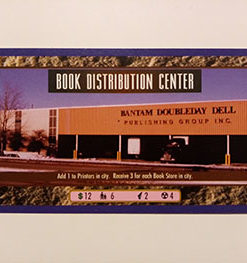 BOOK DISTRIBUTION CENTER
BANTAM DOUBLEDAY DELL
PUBLISHING GROUP INC.
Add 1 to Printers in city. Receive 3 for each Book Store in city.
$12 6 2 4